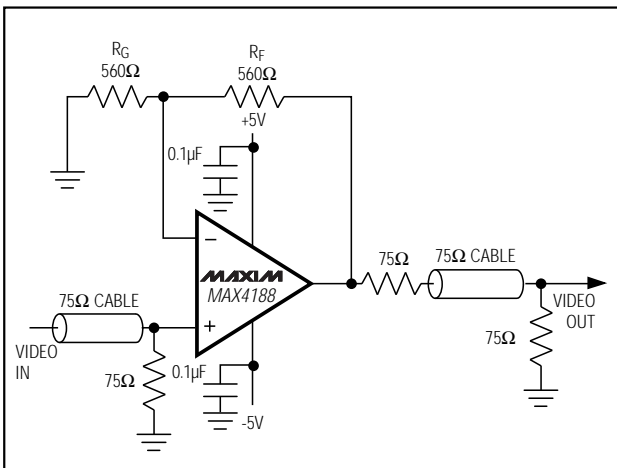 RG
560Ω
RF
560Ω
+5V
0.1µF
−
MAXIM
MAX4188
+
75Ω CABLE
VIDEO
IN
75Ω
0.1µF
-5V
75Ω
75Ω CABLE
VIDEO
OUT
75Ω